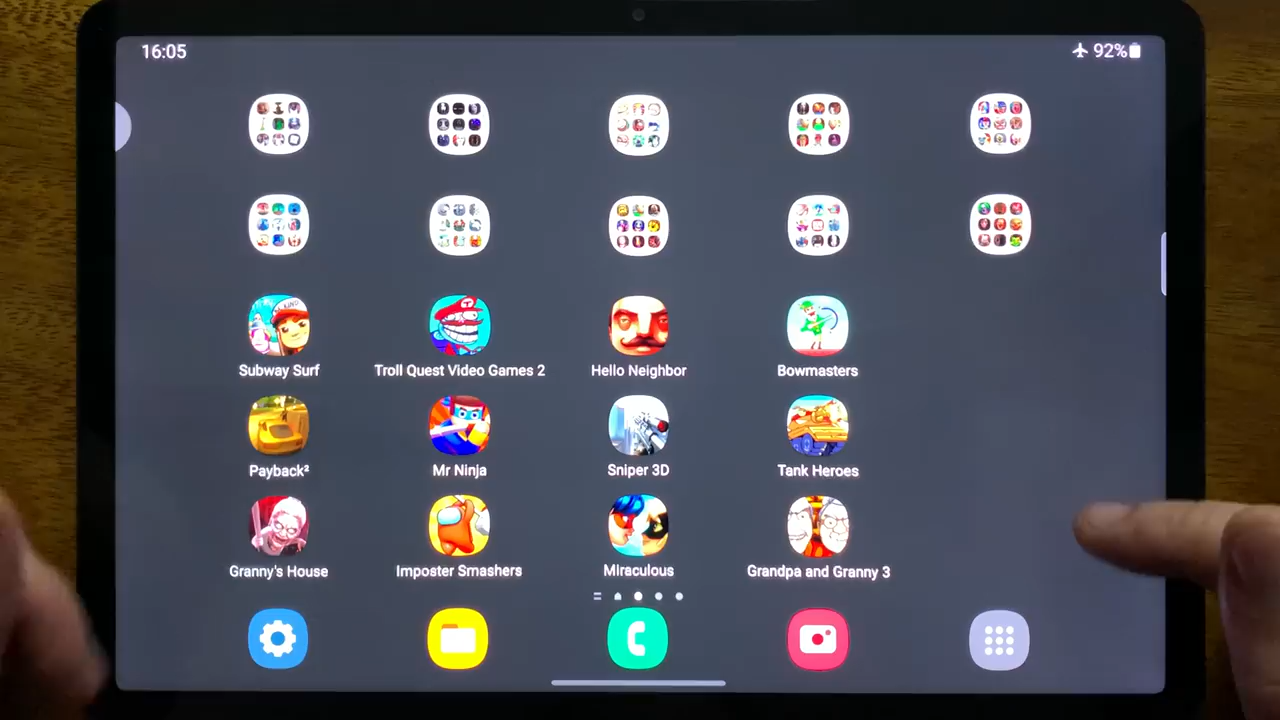 16:05
92%
Subway Surf
Troll Quest Video Games 2
Hello Neighbor
Bowmasters
Payback²
Mr Ninja
Sniper 3D
Tank Heroes
Granny's House
Imposter Smashers
Miraculous
Grandpa and Granny 3